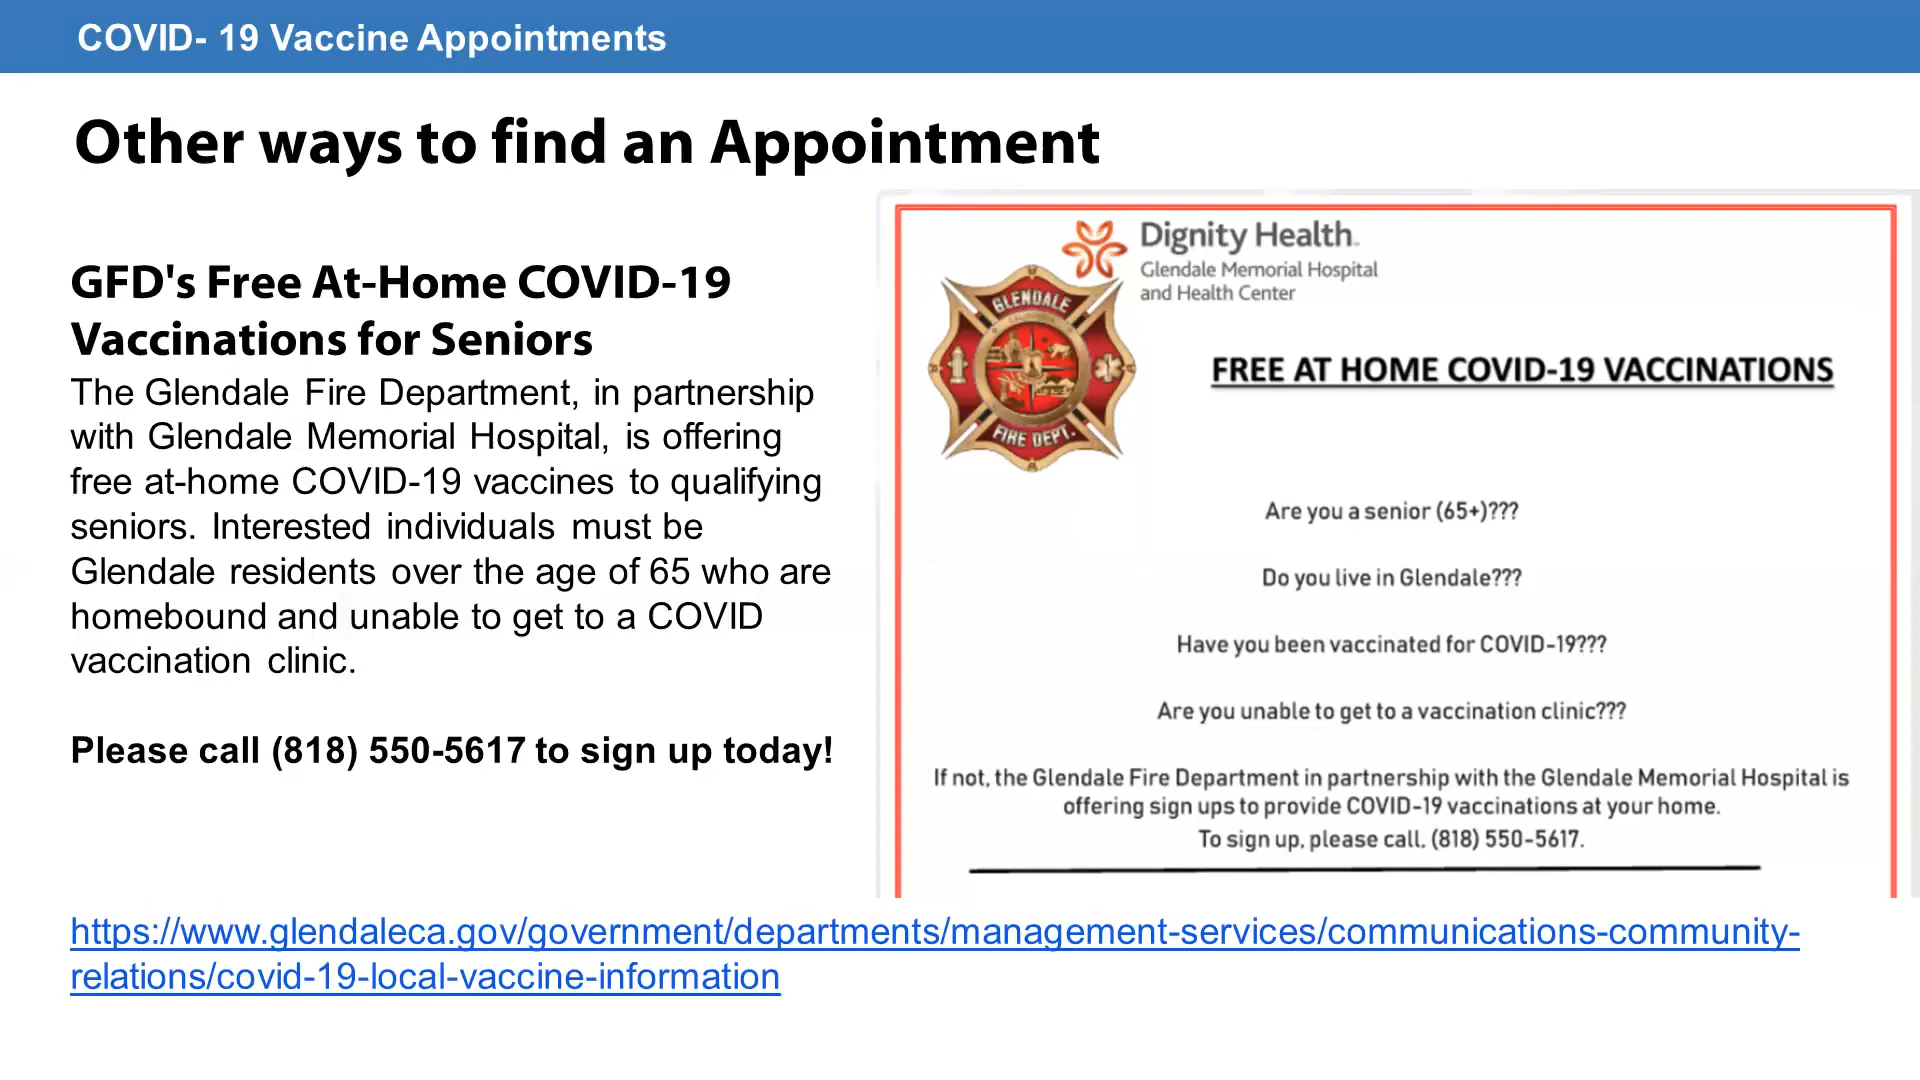 COVID- 19 Vaccine Appointments
Other ways to find an Appointment
GFD's Free At-Home COVID-19
Vaccinations for Seniors
The Glendale Fire Department, in partnership
with Glendale Memorial Hospital, is offering
free at-home COVID-19 vaccines to qualifying
seniors. Interested individuals must be
Glendale residents over the age of 65 who are
homebound and unable to get to a COVID
vaccination clinic.
Please call (818) 550-5617 to sign up today!
Dignity Health™
Glendale Memorial Hospital
and Health Center
GLENDALE
FIRE DEPT.
FREE AT HOME COVID-19 VACCINATIONS
Are you a senior (65+)???
Do you live in Glendale???
Have you been vaccinated for COVID-19???
Are you unable to get to a vaccination clinic???
If not, the Glendale Fire Department in partnership with the Glendale Memorial Hospital is
offering sign ups to provide COVID-19 vaccinations at your home.
To sign up, please call, (818) 550-5617.
https://www.glendaleca.gov/government/departments/management-services/communications-community-
relations/covid-19-local-vaccine-information